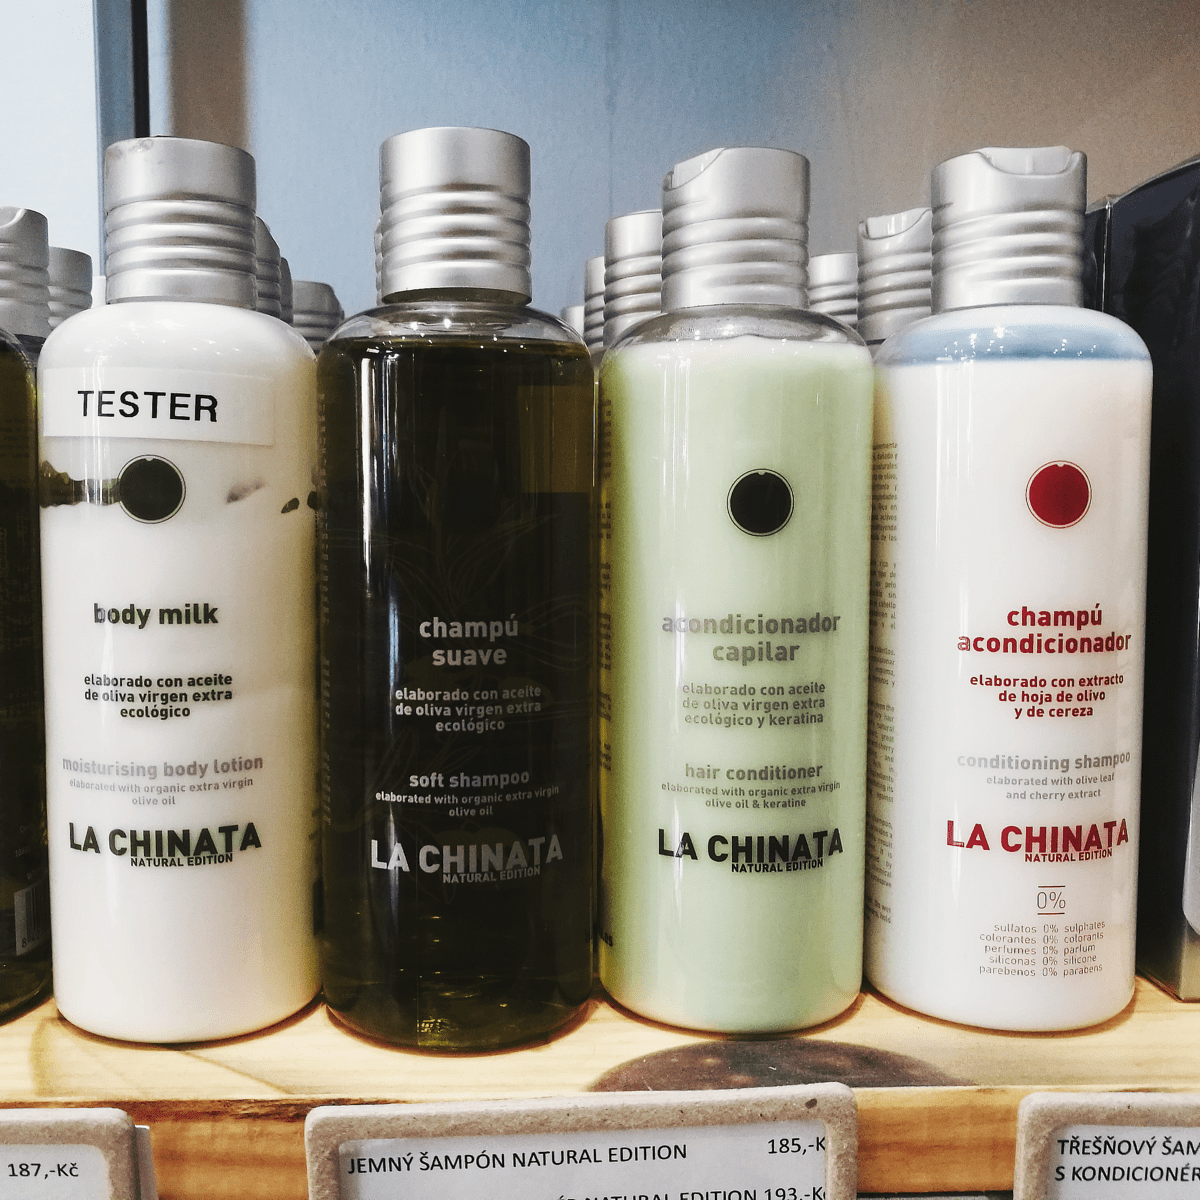 TESTER
body milk
elaborado con aceite
de oliva virgen extra
ecológico
moisturising body lotion
elaborated with organic extra virgin
olive oil
LA CHINATA
NATURAL EDITION
champú
suave
elaborado con aceite
de oliva virgen extra
ecológico
soft shampoo
elaborated with organic extra virgin
olive oil
LA CHINATA
NATURAL EDITION
acondicionador
capilar
elaborado con aceite
de oliva virgen extra
ecológico y keratina
hair conditioner
elaborated with organic extra virgin
olive oil & keratine
LA CHINATA
NATURAL EDITION
champú
acondicionador
elaborado con extracto
de hoja de olivo
y de cereza
conditioning shampoo
elaborated with olive leaf
and cherry extract
LA CHINATA
NATURAL EDITION
0%
sulfatos 0% sulphates
colorantes 0% colorants
perfumes 0% parfum
siliconas 0% silicone
parebenos 0% parabens
187,-Kč
JEMNÝ ŠAMPÓN NATURAL EDITION 185,-K
NATURAL EDITION 193,-Kč
TŘEŠŇOVÝ ŠAM
S KONDICIONÉR